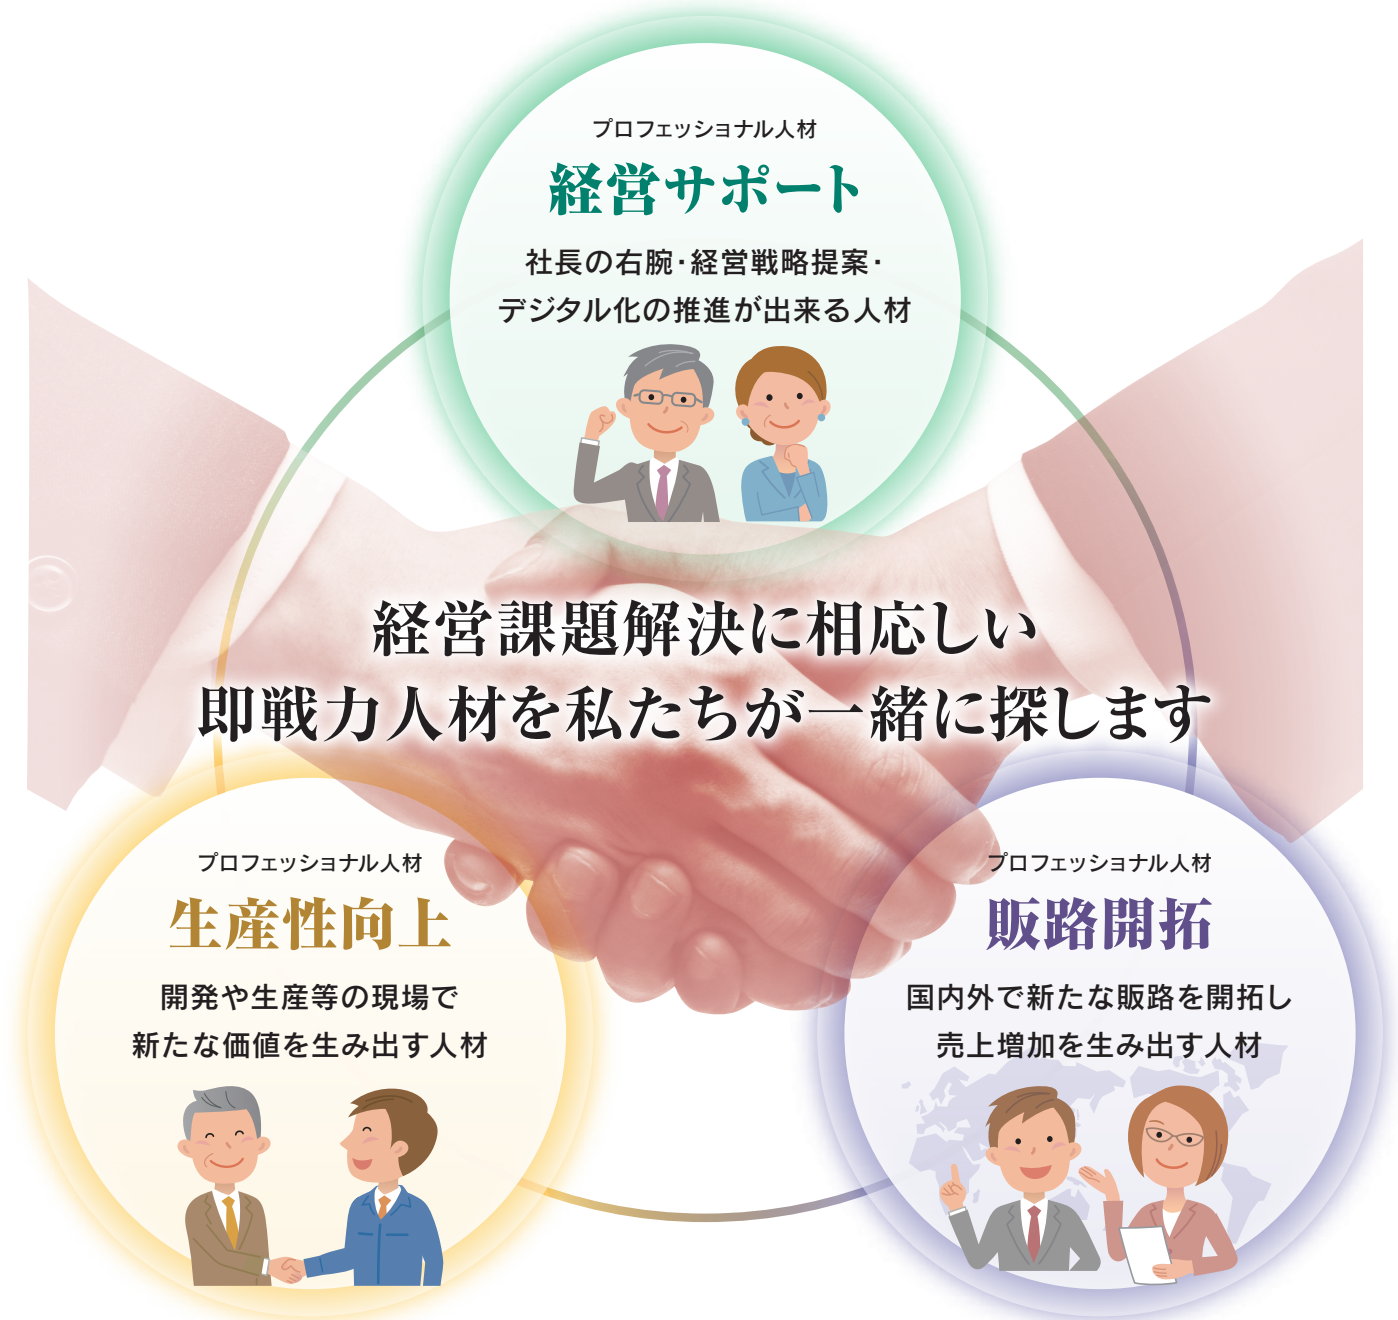 プロフェッショナル人材
経営サポート
社長の右腕・経営戦略提案・
デジタル化の推進が出来る人材
経営課題解決に相応しい
即戦力人材を私たちが一緒に探します
プロフェッショナル人材
生産性向上
開発や生産等の現場で
新たな価値を生み出す人材
プロフェッショナル人材
販路開拓
国内外で新たな販路を開拓し
売上増加を生み出す人材